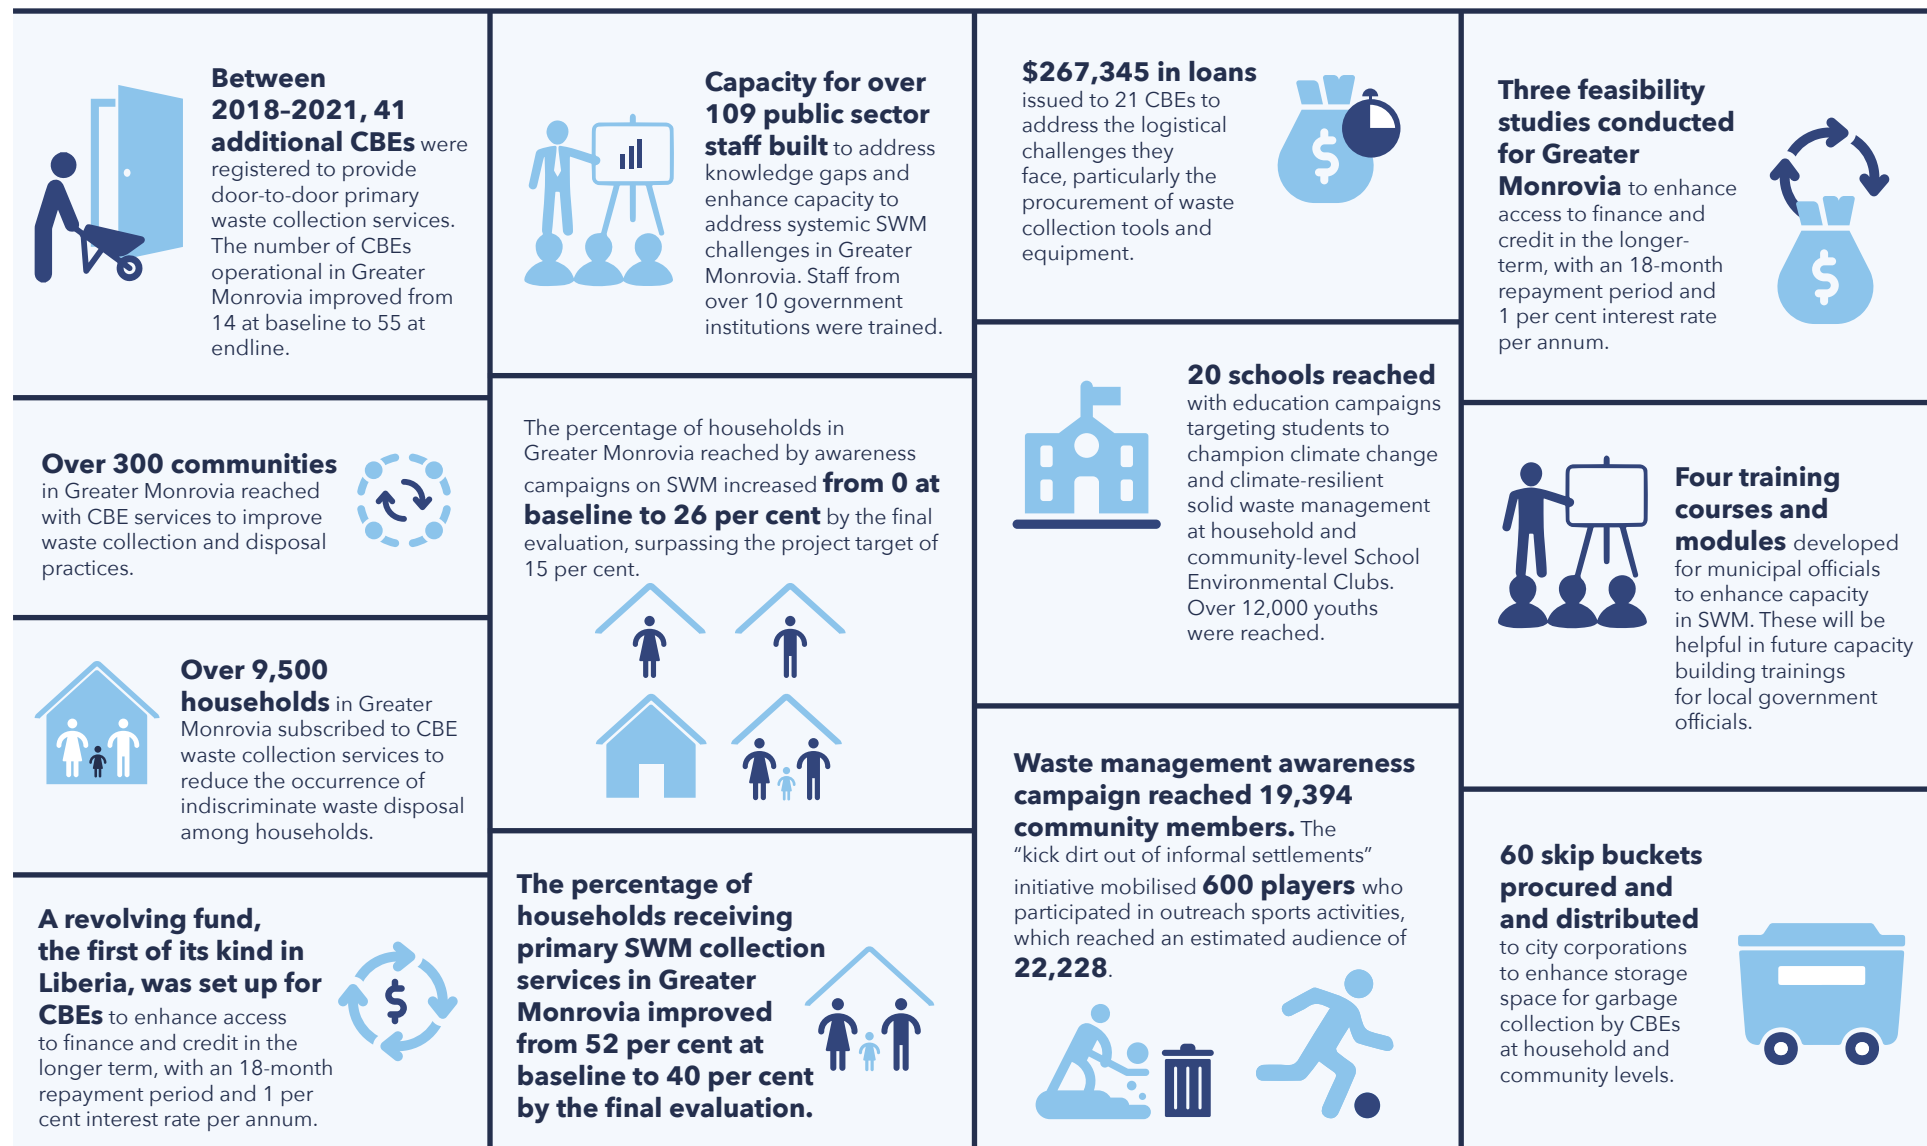 Between
2018–2021, 41
additional CBEs were
registered to provide
door-to-door primary
waste collection services.
The number of CBEs
operational in Greater
Monrovia improved from
14 at baseline to 55 at
endline.
Over 300 communities
in Greater Monrovia reached
with CBE services to improve
waste collection and disposal
practices.
Over 9,500
households in Greater
Monrovia subscribed to CBE
waste collection services to
reduce the occurrence of
indiscriminate waste disposal
among households.
A revolving fund,
the first of its kind in
Liberia, was set up for
CBEs to enhance access
to finance and credit in the
longer term, with an 18-month
repayment period and 1 per
cent interest rate per annum.
Capacity for over
109 public sector
staff built to address
knowledge gaps and
enhance capacity to
address systemic SWM
challenges in Greater
Monrovia. Staff from
over 10 government
institutions were trained.
The percentage of households in
Greater Monrovia reached by awareness
campaigns on SWM increased from 0 at
baseline to 26 per cent by the final
evaluation, surpassing the project target of
15 per cent.
The percentage of
households receiving
primary SWM collection
services in Greater
Monrovia improved
from 52 per cent at
baseline to 40 per cent
by the final evaluation.
$267,345 in loans
issued to 21 CBEs to
address the logistical
challenges they
face, particularly the
procurement of waste
collection tools and
equipment.
$
20 schools reached
with education campaigns
targeting students to
champion climate change
and climate-resilient
solid waste management
at household and
community-level School
Environmental Clubs.
Over 12,000 youths
were reached.
Waste management awareness
campaign reached 19,394
community members. The
“kick dirt out of informal settlements”
initiative mobilised 600 players who
participated in outreach sports activities,
which reached an estimated audience of
22,228.
Three feasibility
studies conducted
for Greater
Monrovia to enhance
access to finance and
credit in the longer-
term, with an 18-month
repayment period and
1 per cent interest rate
per annum.
$
Four training
courses and
modules developed
for municipal officials
to enhance capacity
in SWM. These will be
helpful in future capacity
building trainings
for local government
officials.
60 skip buckets
procured and
and distributed
to city corporations
to enhance storage
space for garbage
collection by CBEs
at household and
community levels.
$